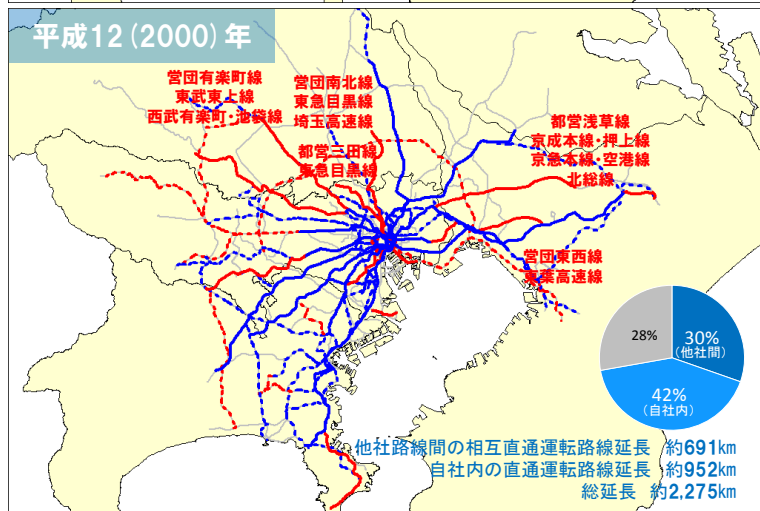 平成12(2000)年
営団有楽町線
東武東上線
西武有楽町・池袋線
営団南北線
東急目黒線
埼玉高速線
都営三田線
東急目黒線
都営浅草線
京成本線・押上線
京急本線・空港線
北総線
営団東西線
東葉高速線
28%
30%
(他社間)
42%
(自社内)
他社路線間の相互直通運転路線延長 約691km
自社内の直通運転路線延長 約952km
総延長 約2,275km